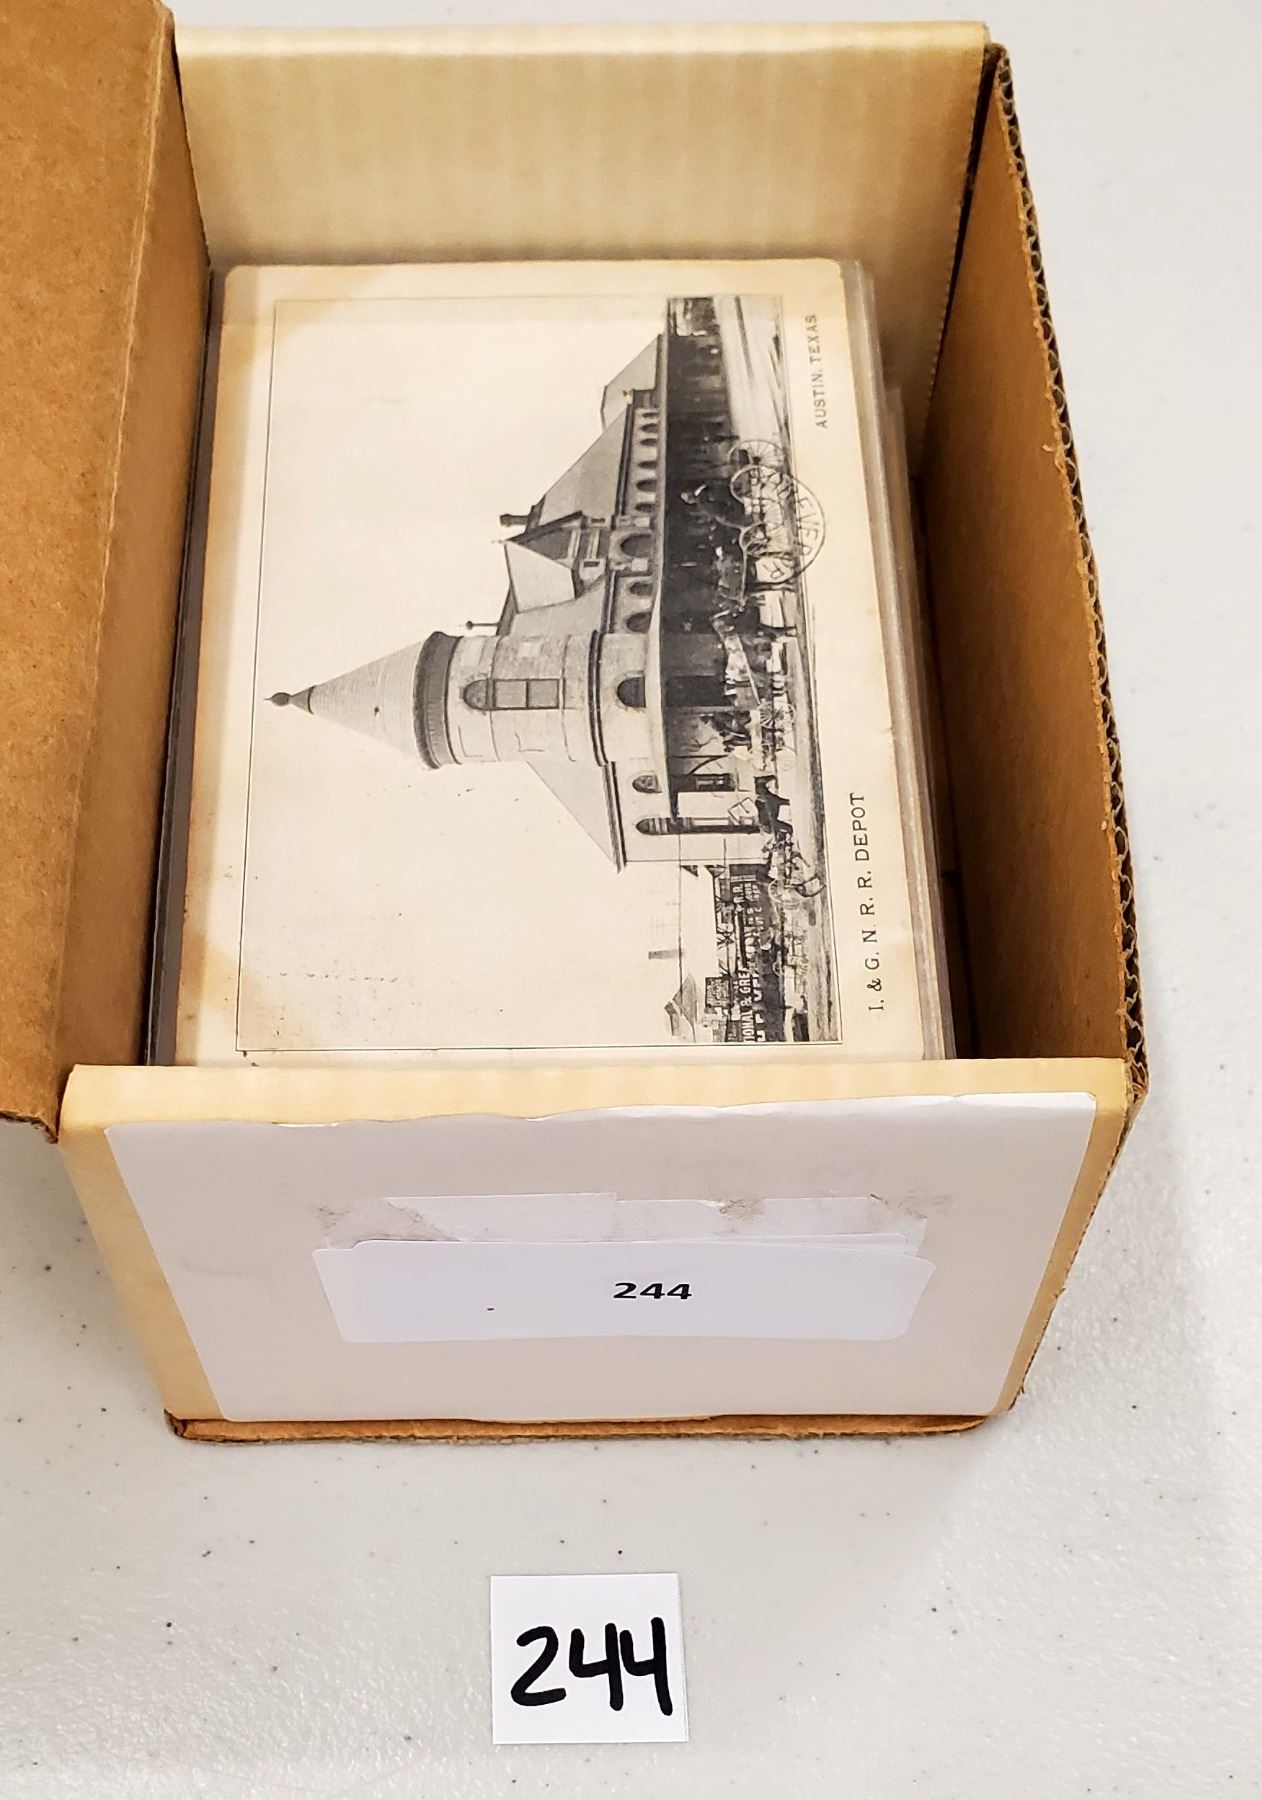 I. & G. N. R. R. DEPOT
AUSTIN, TEXAS
244
244